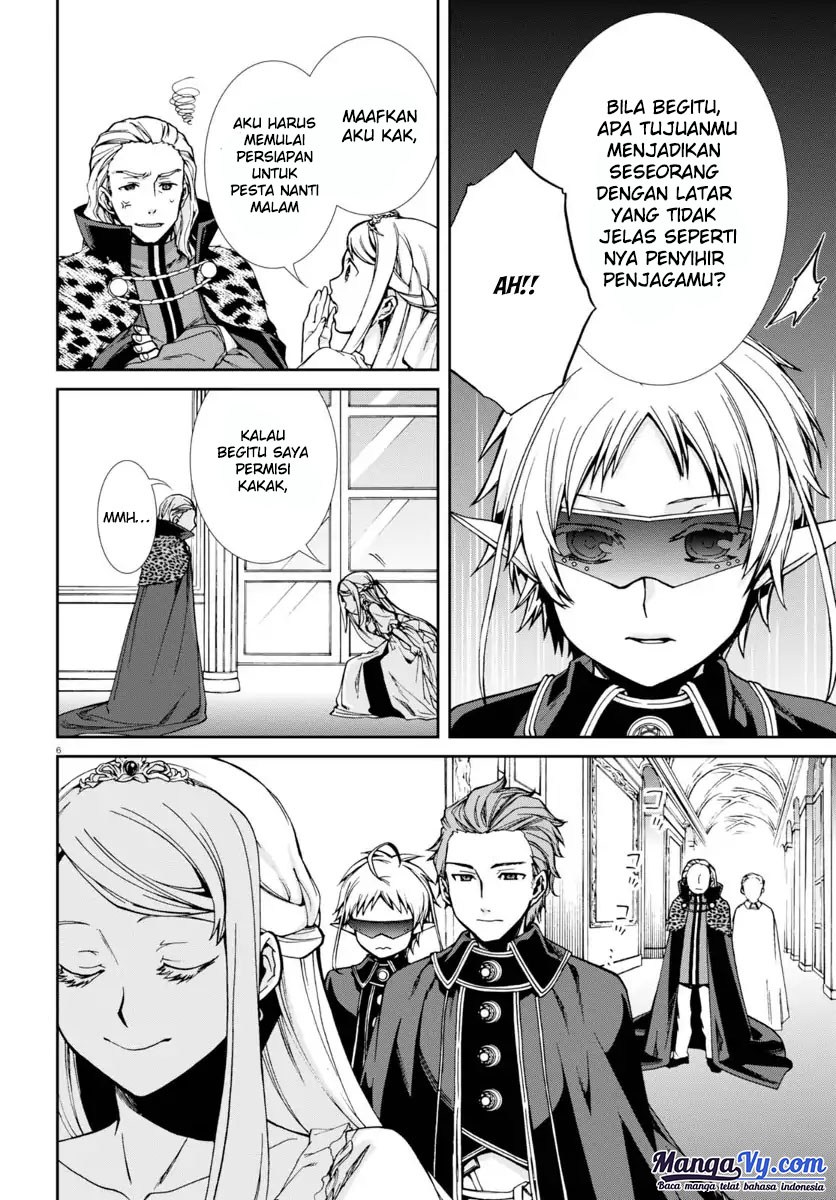 BILA BEGITU,
APA TUJUANMU
MENJADIKAN
SESEORANG
DENGAN LATAR
YANG TIDAK
JELAS SEPERTI
NYA PENYIHIR
PENJAGAMU?
AH!!
MAAFKAN
AKU KAK,
AKU HARUS
MEMULAI
PERSIAPAN
UNTUK
PESTA NANTI
MALAM
KALAU
BEGITU SAYA
PERMISI
KAKAK,
MMH...
6
MangaVy.com
Baca manga telat bahasa indonesia